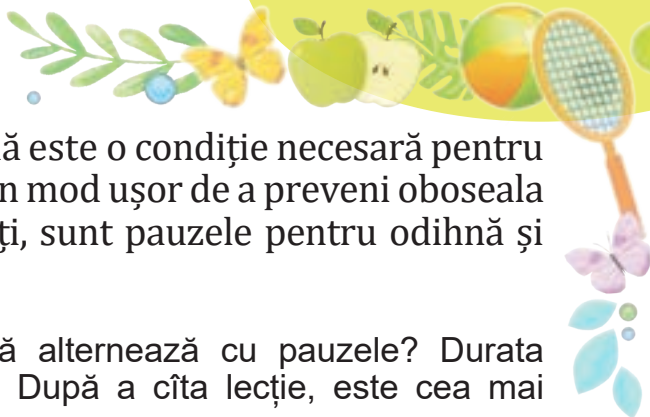 ă este o condiție necesară pentru
n mod ușor de a preveni oboseala
ți, sunt pauzele pentru odihnă și
ă alternează cu pauzele? Durata
După a cîta lecție, este cea mai